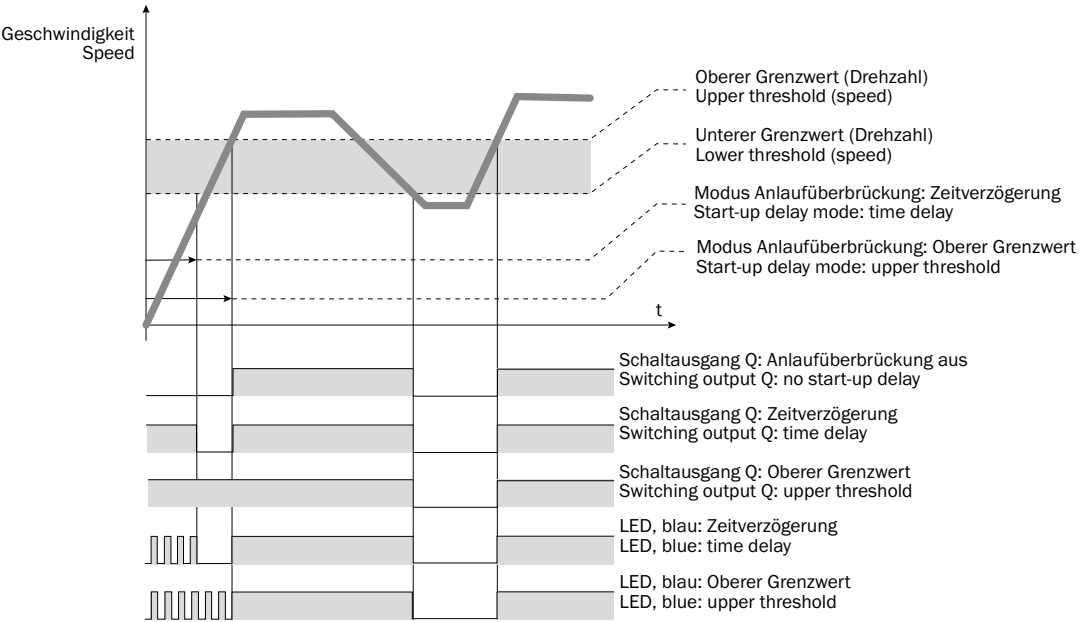 Geschwindigkeit
Speed
Oberer Grenzwert (Drehzahl)
Upper threshold (speed)
Unterer Grenzwert (Drehzahl)
Lower threshold (speed)
Modus Anlaufüberbrückung: Zeitverzögerung
Start-up delay mode: time delay
Modus Anlaufüberbrückung: Oberer Grenzwert
Start-up delay mode: upper threshold
t
Schaltausgang Q: Anlaufüberbrückung aus
Switching output Q: no start-up delay
Schaltausgang Q: Zeitverzögerung
Switching output Q: time delay
Schaltausgang Q: Oberer Grenzwert
Switching output Q: upper threshold
LED, blau: Zeitverzögerung
LED, blue: time delay
LED, blau: Oberer Grenzwert
LED, blue: upper threshold